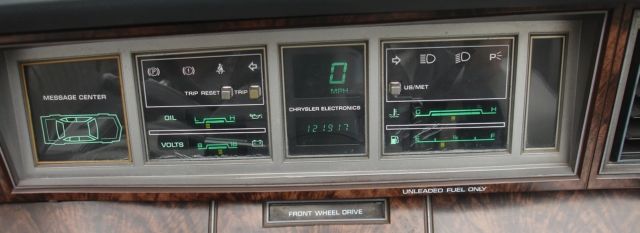 MESSAGE CENTER
TRIP RESET TRIP
OIL H
VOLTS
0
MPH
CHRYSLER ELECTRONICS
121917
US/MET
H
E F
UNLEADED FUEL ONLY
FRONT WHEEL DRIVE